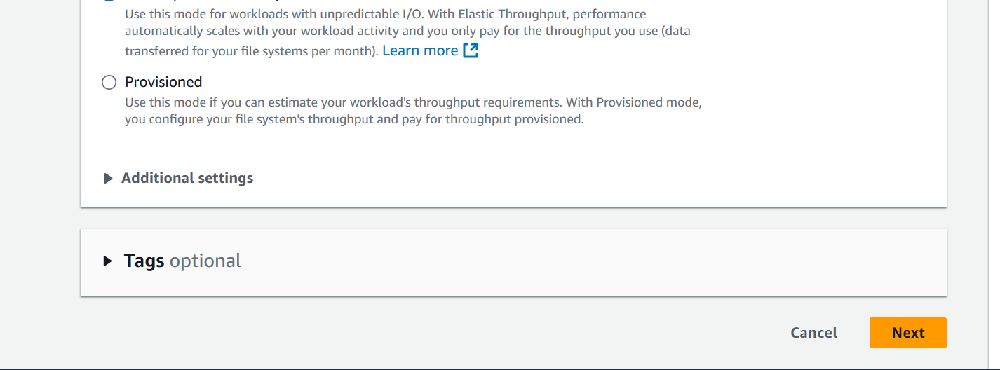 Use this mode for workloads with unpredictable I/O. With Elastic Throughput, performance
automatically scales with your workload activity and you only pay for the throughput you use (data
transferred for your file systems per month). Learn more
Provisioned
Use this mode if you can estimate your workload's throughput requirements. With Provisioned mode,
you configure your file system's throughput and pay for throughput provisioned.
Additional settings
Tags optional
Cancel
Next